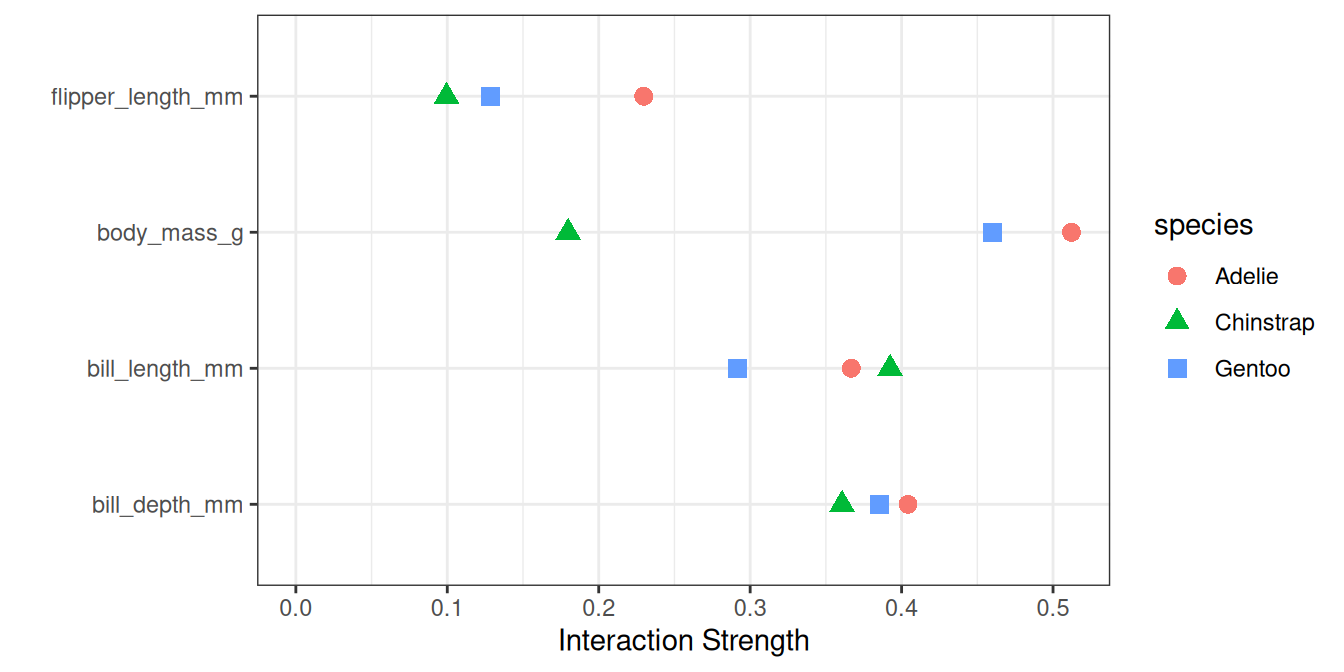 flipper_length_mm
body_mass_g
bill_length_mm
bill_depth_mm
0.0 0.1 0.2 0.3 0.4 0.5
Interaction Strength
species
Adelie
Chinstrap
Gentoo